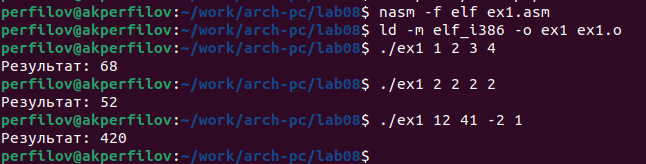 perfilov@akperfilov:~/work/arch-pc/lab08$ nasm -f elf ex1.asm
perfilov@akperfilov:~/work/arch-pc/lab08$ ld -m elf_i386 -o ex1 ex1.o
perfilov@akperfilov:~/work/arch-pc/lab08$ ./ex1 1 2 3 4
Результат: 68
perfilov@akperfilov:~/work/arch-pc/lab08$ ./ex1 2 2 2 2
Результат: 52
perfilov@akperfilov:~/work/arch-pc/lab08$ ./ex1 12 41 -2 1
Результат: 420
perfilov@akperfilov:~/work/arch-pc/lab08$